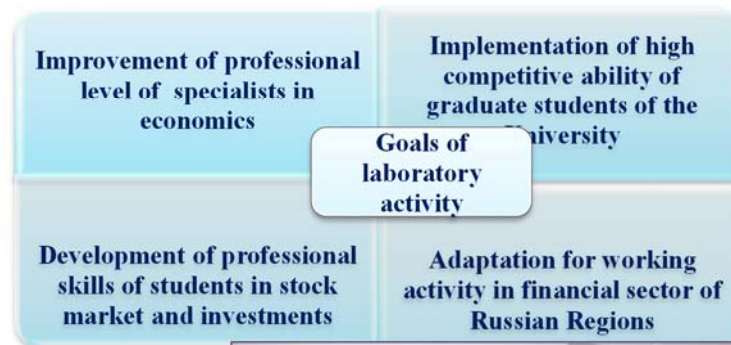 Improvement of professional
level of specialists in
economics
Implementation of high
competitive ability of
graduate students of the
University
Goals of
laboratory
activity
Development of professional
skills of students in stock
market and investments
Adaptation for working
activity in financial sector of
Russian Regions